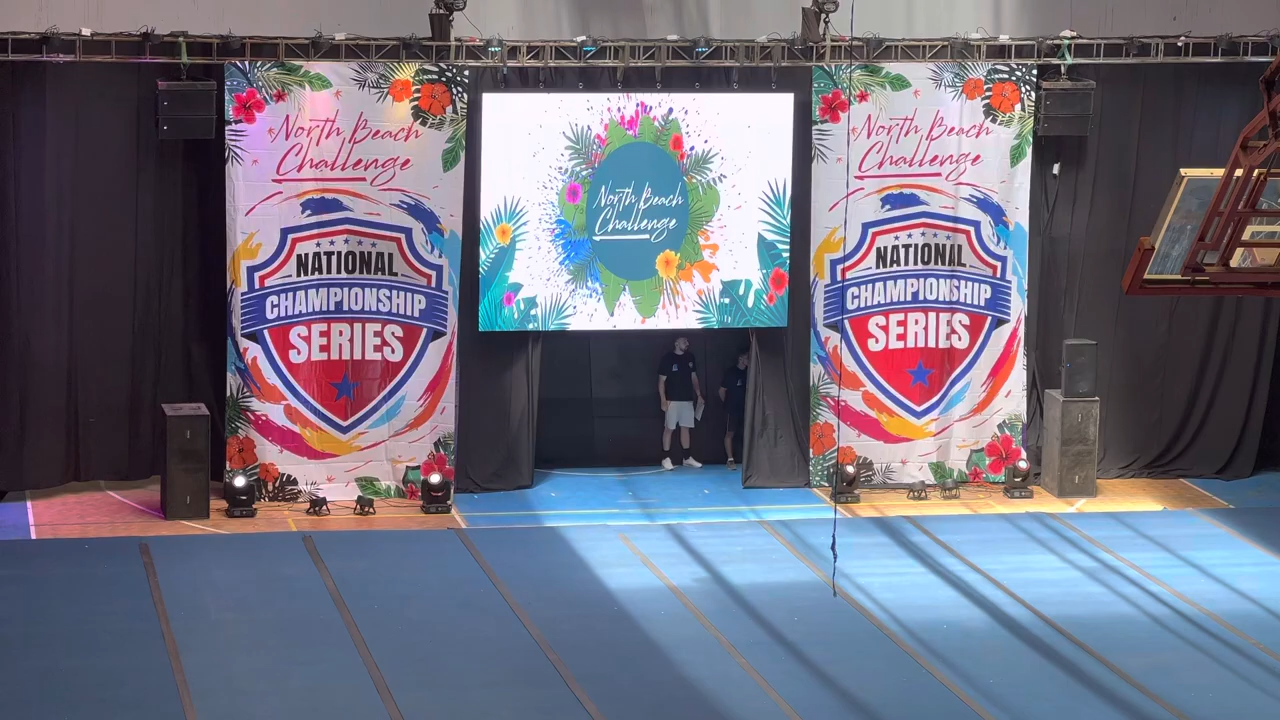 North Beach
Challenge
NATIONAL
CHAMPIONSHIP
SERIES
North Beach
Challenge
North Beach
Challenge
NATIONAL
CHAMPIONSHIP
SERIES